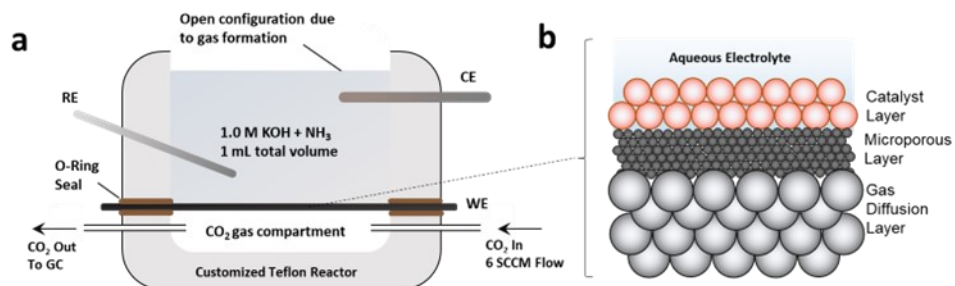 a
Open configuration due
to gas formation
CE
RE
1.0 M KOH + NH₃
1 mL total volume
O-Ring
Seal
WE
CO₂ gas compartment
CO₂ Out
To GC
CO₂ In
6 SCCM Flow
Customized Teflon Reactor
b
Aqueous Electrolyte
Catalyst
Layer
Microporous
Layer
Gas
Diffusion
Layer